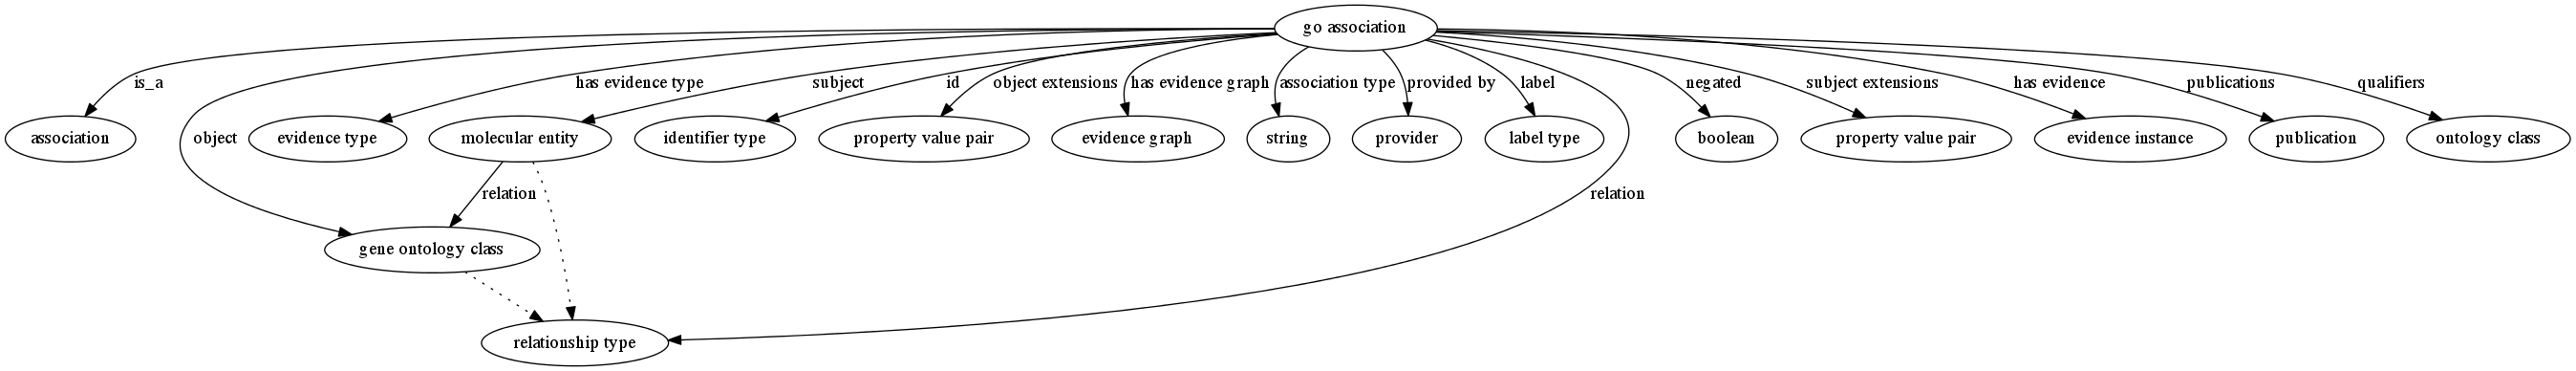 go association
is_a
has evidence type
subject
id
object extensions
has evidence graph
association type
provided by
label
negated
subject extensions
has evidence
publications
qualifiers
association
object
evidence type
molecular entity
identifier type
property value pair
evidence graph
string
provider
label type
boolean
property value pair
evidence instance
publication
ontology class
relation
relation
gene ontology class
relationship type